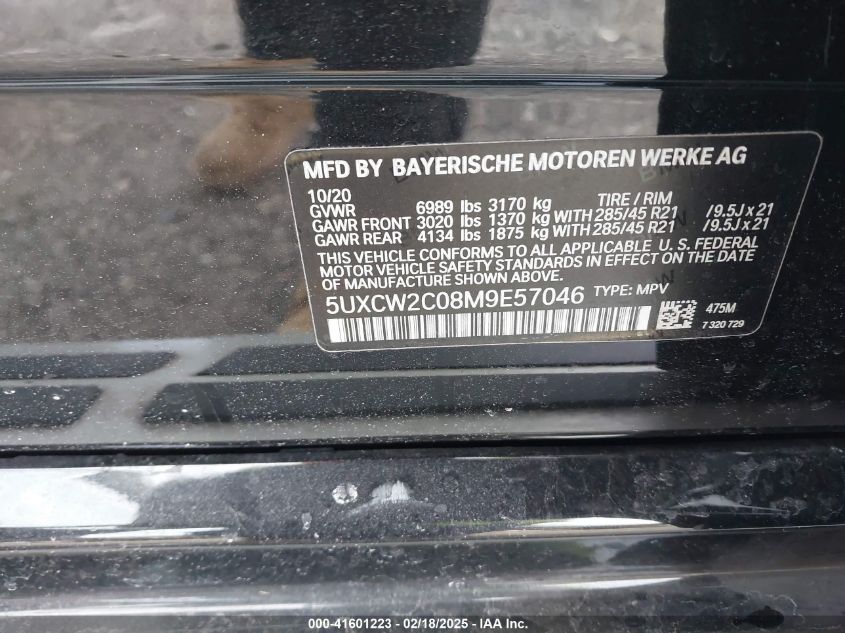 MFD BY BAYERISCHE MOTOREN WERKE AG
10/20
GVWR 6989 lbs 3170 kg TIRE / RIM
GAWR FRONT 3020 lbs 1370 kg WITH 285/45 R21 /9.5J x 21
GAWR REAR 4134 lbs 1875 kg WITH 285/45 R21 /9.5J x 21
THIS VEHICLE CONFORMS TO ALL APPLICABLE U. S. FEDERAL
MOTOR VEHICLE SAFETY STANDARDS IN EFFECT ON THE DATE
OF MANUFACTURE SHOWN ABOVE.
5UXCW2C08M9E57046 TYPE: MPV
475M
7 320 729
000-41601223 - 02/18/2025 - © IAA Inc.